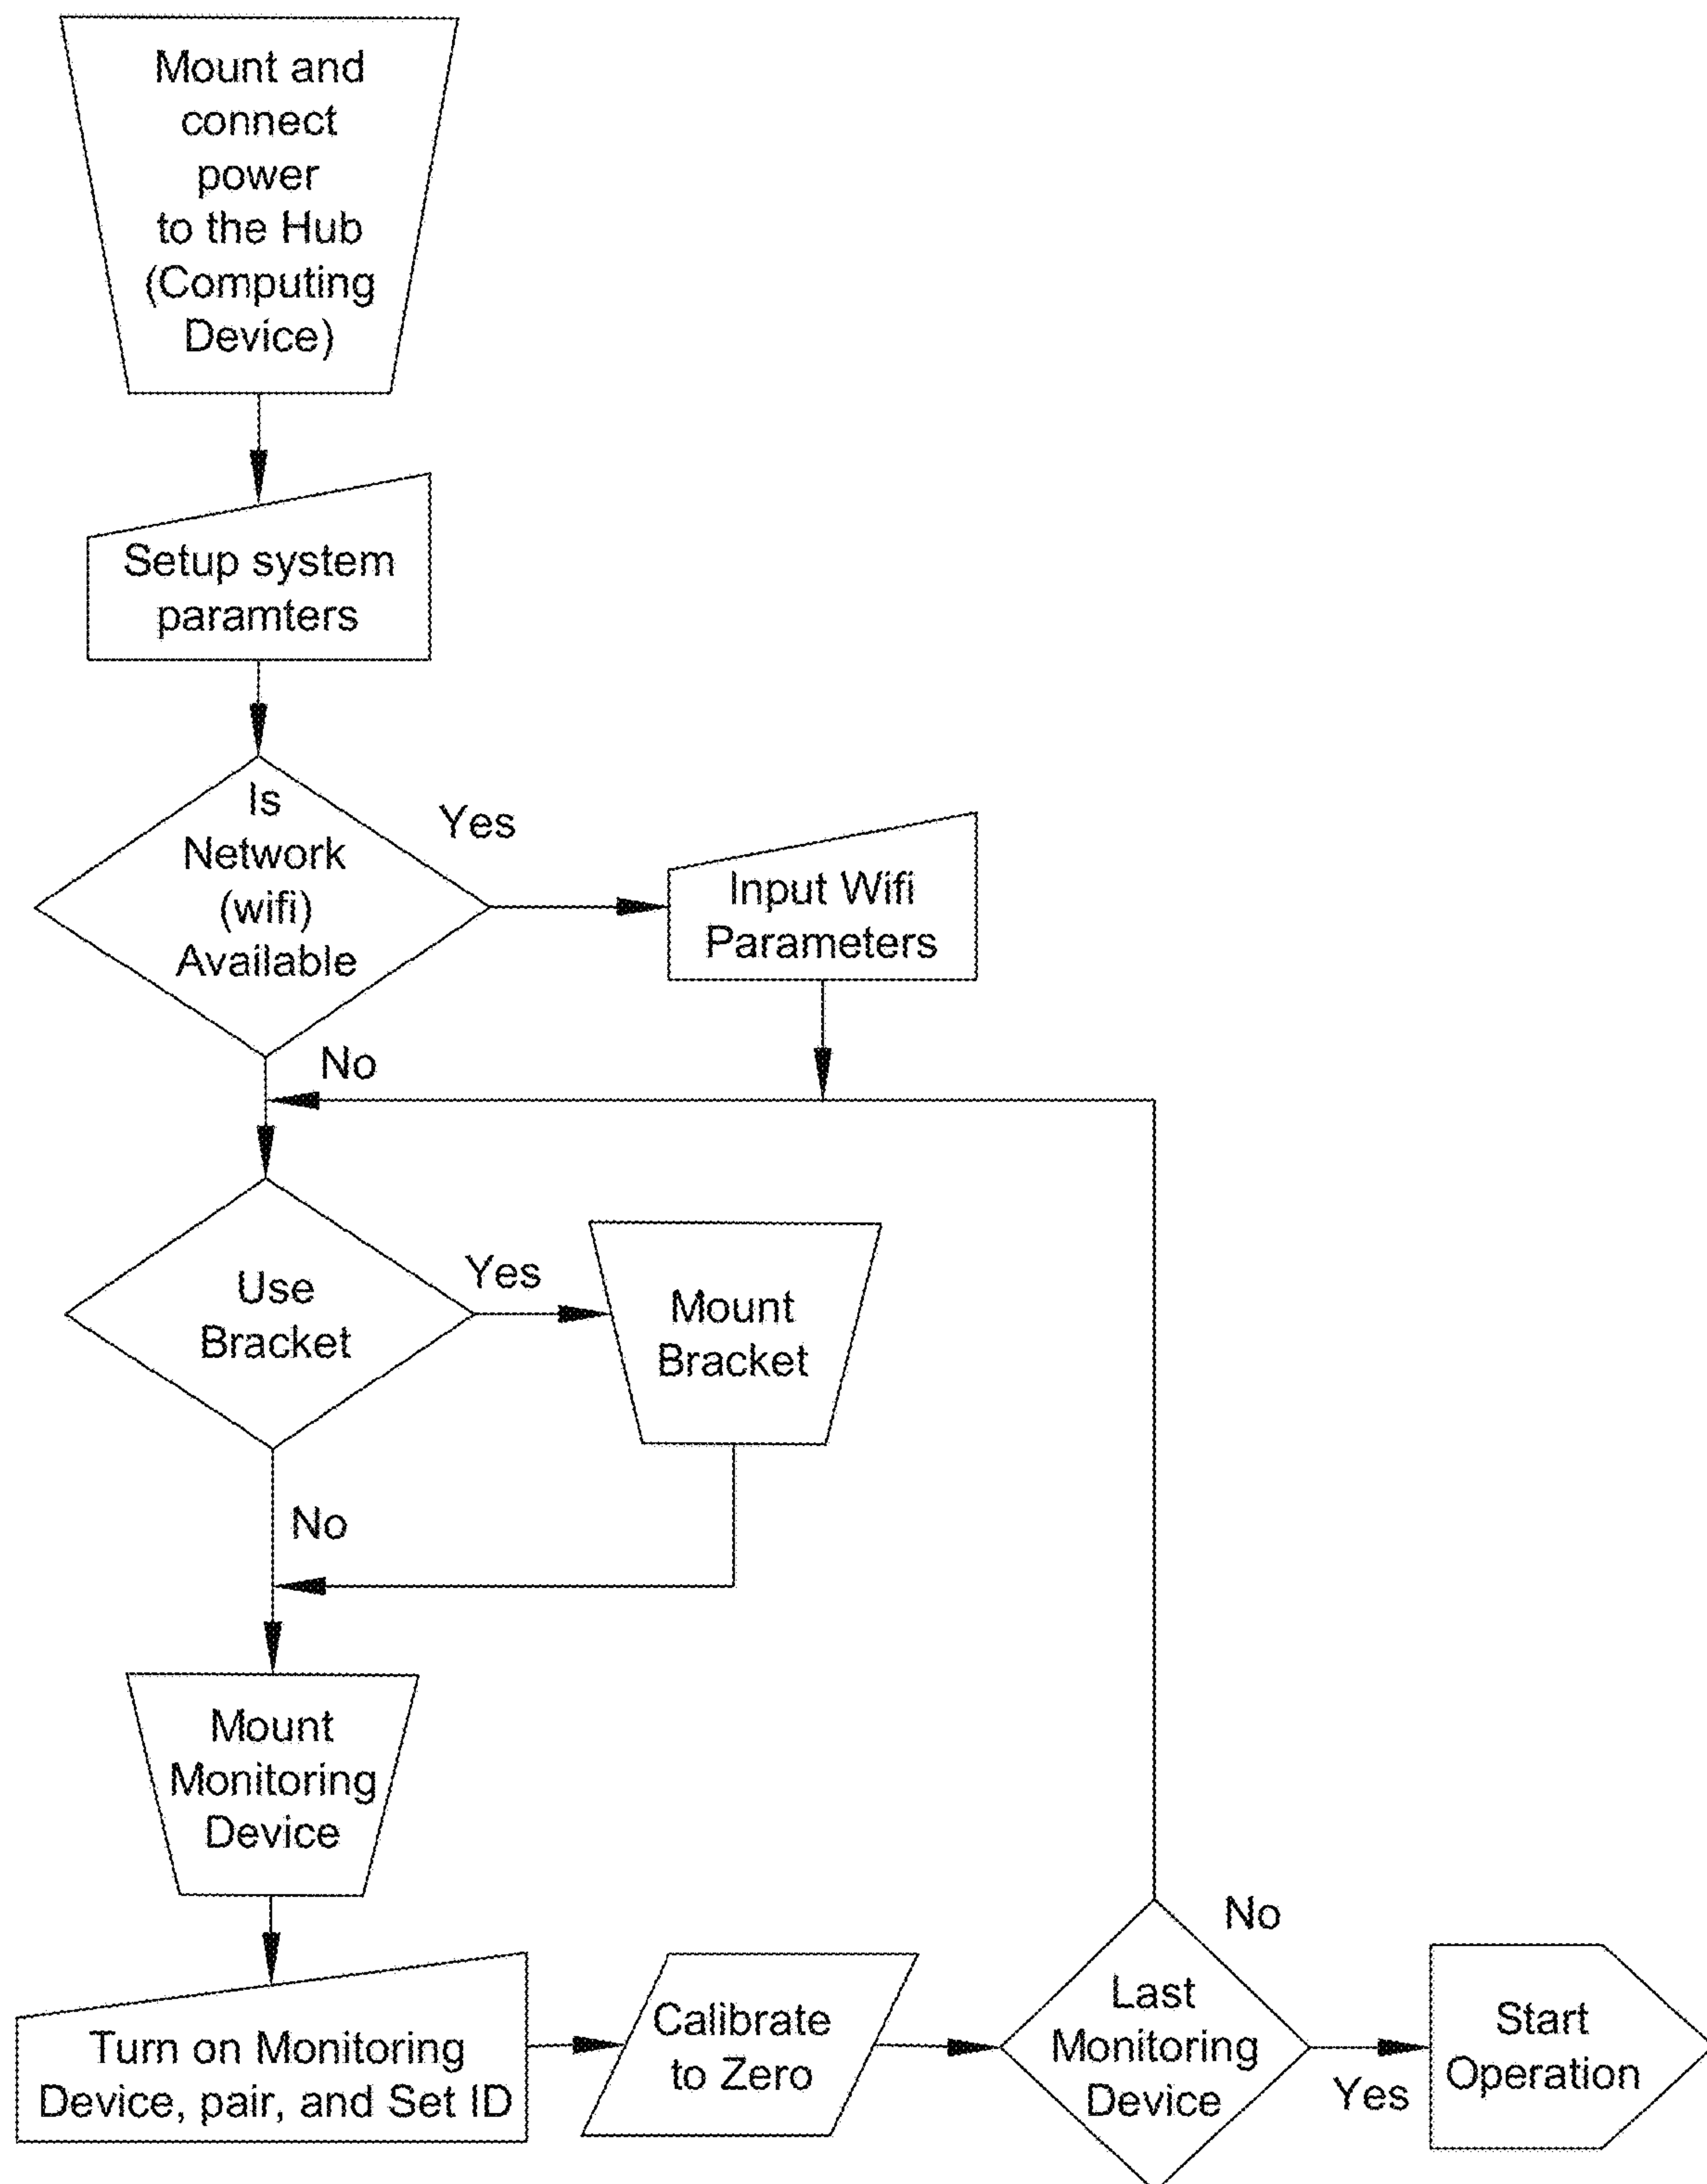 Mount and
connect
power
to the Hub
(Computing
Device)
Setup system
paramters
Is
Network
(wifi)
Available
Yes
Input Wifi
Parameters
No
Use
Bracket
Yes
Mount
Bracket
No
Mount
Monitoring
Device
Turn on Monitoring
Device, pair, and Set ID
Calibrate
to Zero
Last
Monitoring
Device
No
Yes
Start
Operation